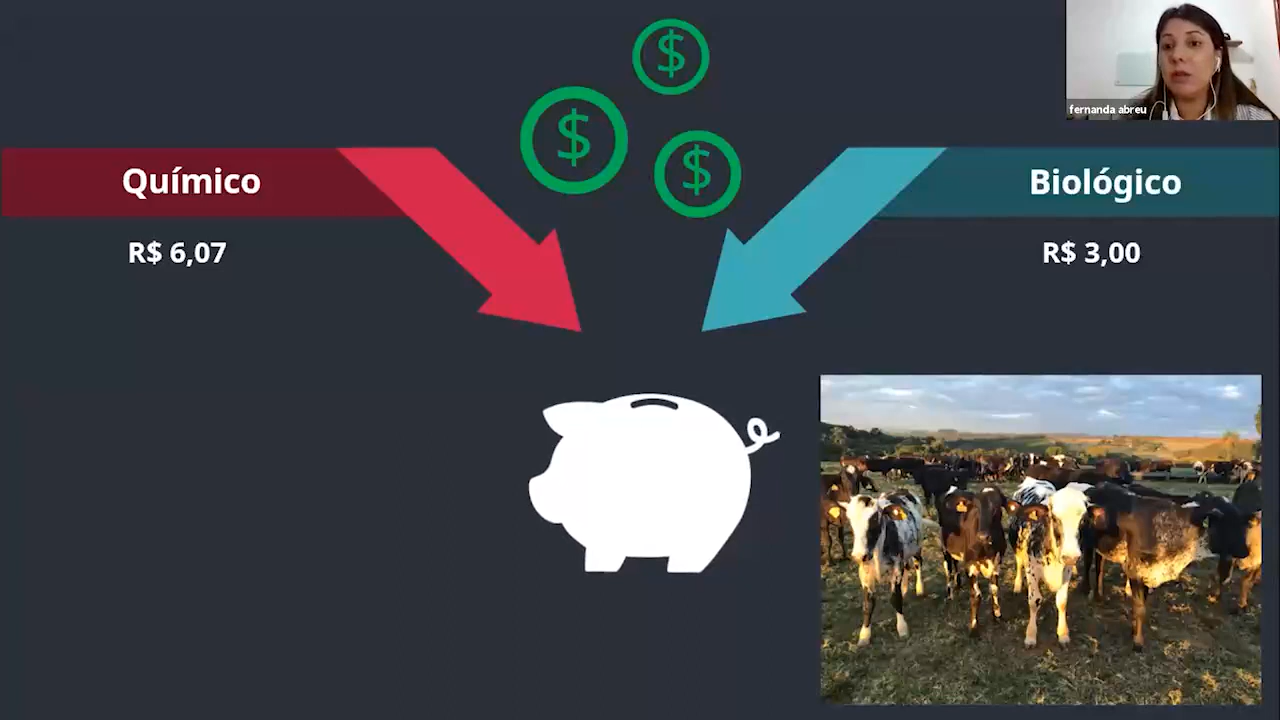 fernanda abreu
$
$
$
Químico
Biológico
R$ 6,07
R$ 3,00